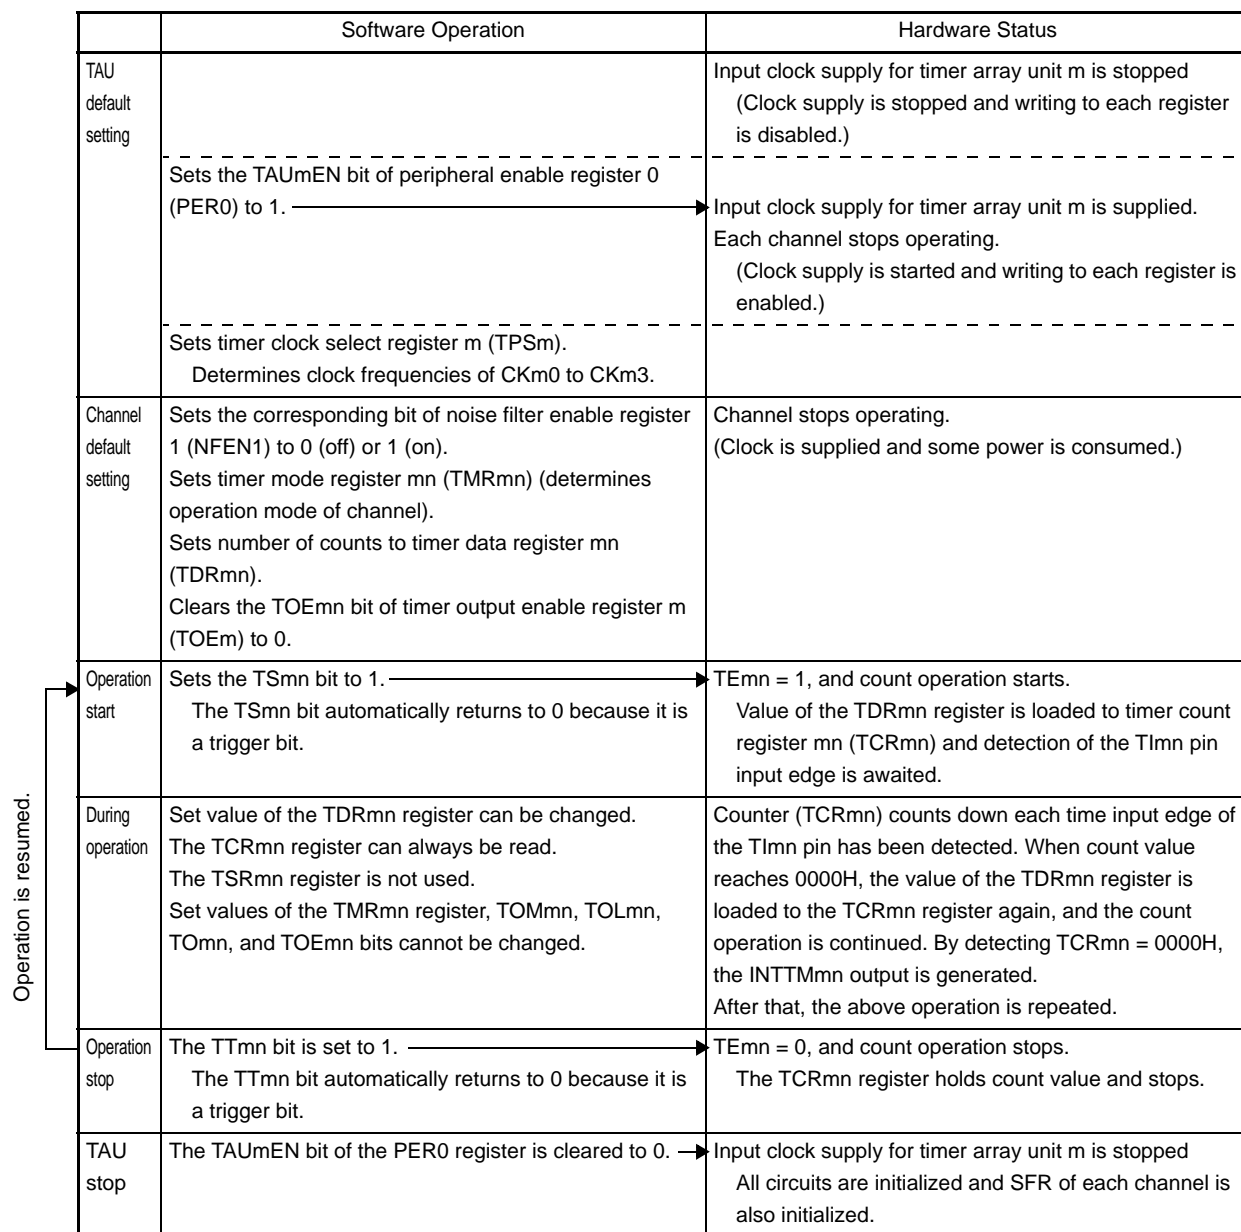 Software Operation
Hardware Status
TAU
default
setting
Input clock supply for timer array unit m is stopped
(Clock supply is stopped and writing to each register
is disabled.)
Sets the TAUmEN bit of peripheral enable register 0
(PER0) to 1.
Input clock supply for timer array unit m is supplied.
Each channel stops operating.
(Clock supply is started and writing to each register is
enabled.)
Sets timer clock select register m (TPSm).
Determines clock frequencies of CKm0 to CKm3.
Channel
default
setting
Sets the corresponding bit of noise filter enable register
1 (NFEN1) to 0 (off) or 1 (on).
Sets timer mode register mn (TMRmn) (determines
operation mode of channel).
Sets number of counts to timer data register mn
(TDRmn).
Clears the TOEmn bit of timer output enable register m
(TOEm) to 0.
Channel stops operating.
(Clock is supplied and some power is consumed.)
Operation is resumed.
Operation
start
Sets the TSmn bit to 1.
The TSmn bit automatically returns to 0 because it is
a trigger bit.
TEmn = 1, and count operation starts.
Value of the TDRmn register is loaded to timer count
register mn (TCRmn) and detection of the TImn pin
input edge is awaited.
During
operation
Set value of the TDRmn register can be changed.
The TCRmn register can always be read.
The TSRmn register is not used.
Set values of the TMRmn register, TOMmn, TOLmn,
TOmn, and TOEmn bits cannot be changed.
Counter (TCRmn) counts down each time input edge of
the TImn pin has been detected. When count value
reaches 0000H, the value of the TDRmn register is
loaded to the TCRmn register again, and the count
operation is continued. By detecting TCRmn = 0000H,
the INTTMmn output is generated.
After that, the above operation is repeated.
Operation
stop
The TTmn bit is set to 1.
The TTmn bit automatically returns to 0 because it is
a trigger bit.
TEmn = 0, and count operation stops.
The TCRmn register holds count value and stops.
TAU
stop
The TAUmEN bit of the PER0 register is cleared to 0.
Input clock supply for timer array unit m is stopped
All circuits are initialized and SFR of each channel is
also initialized.